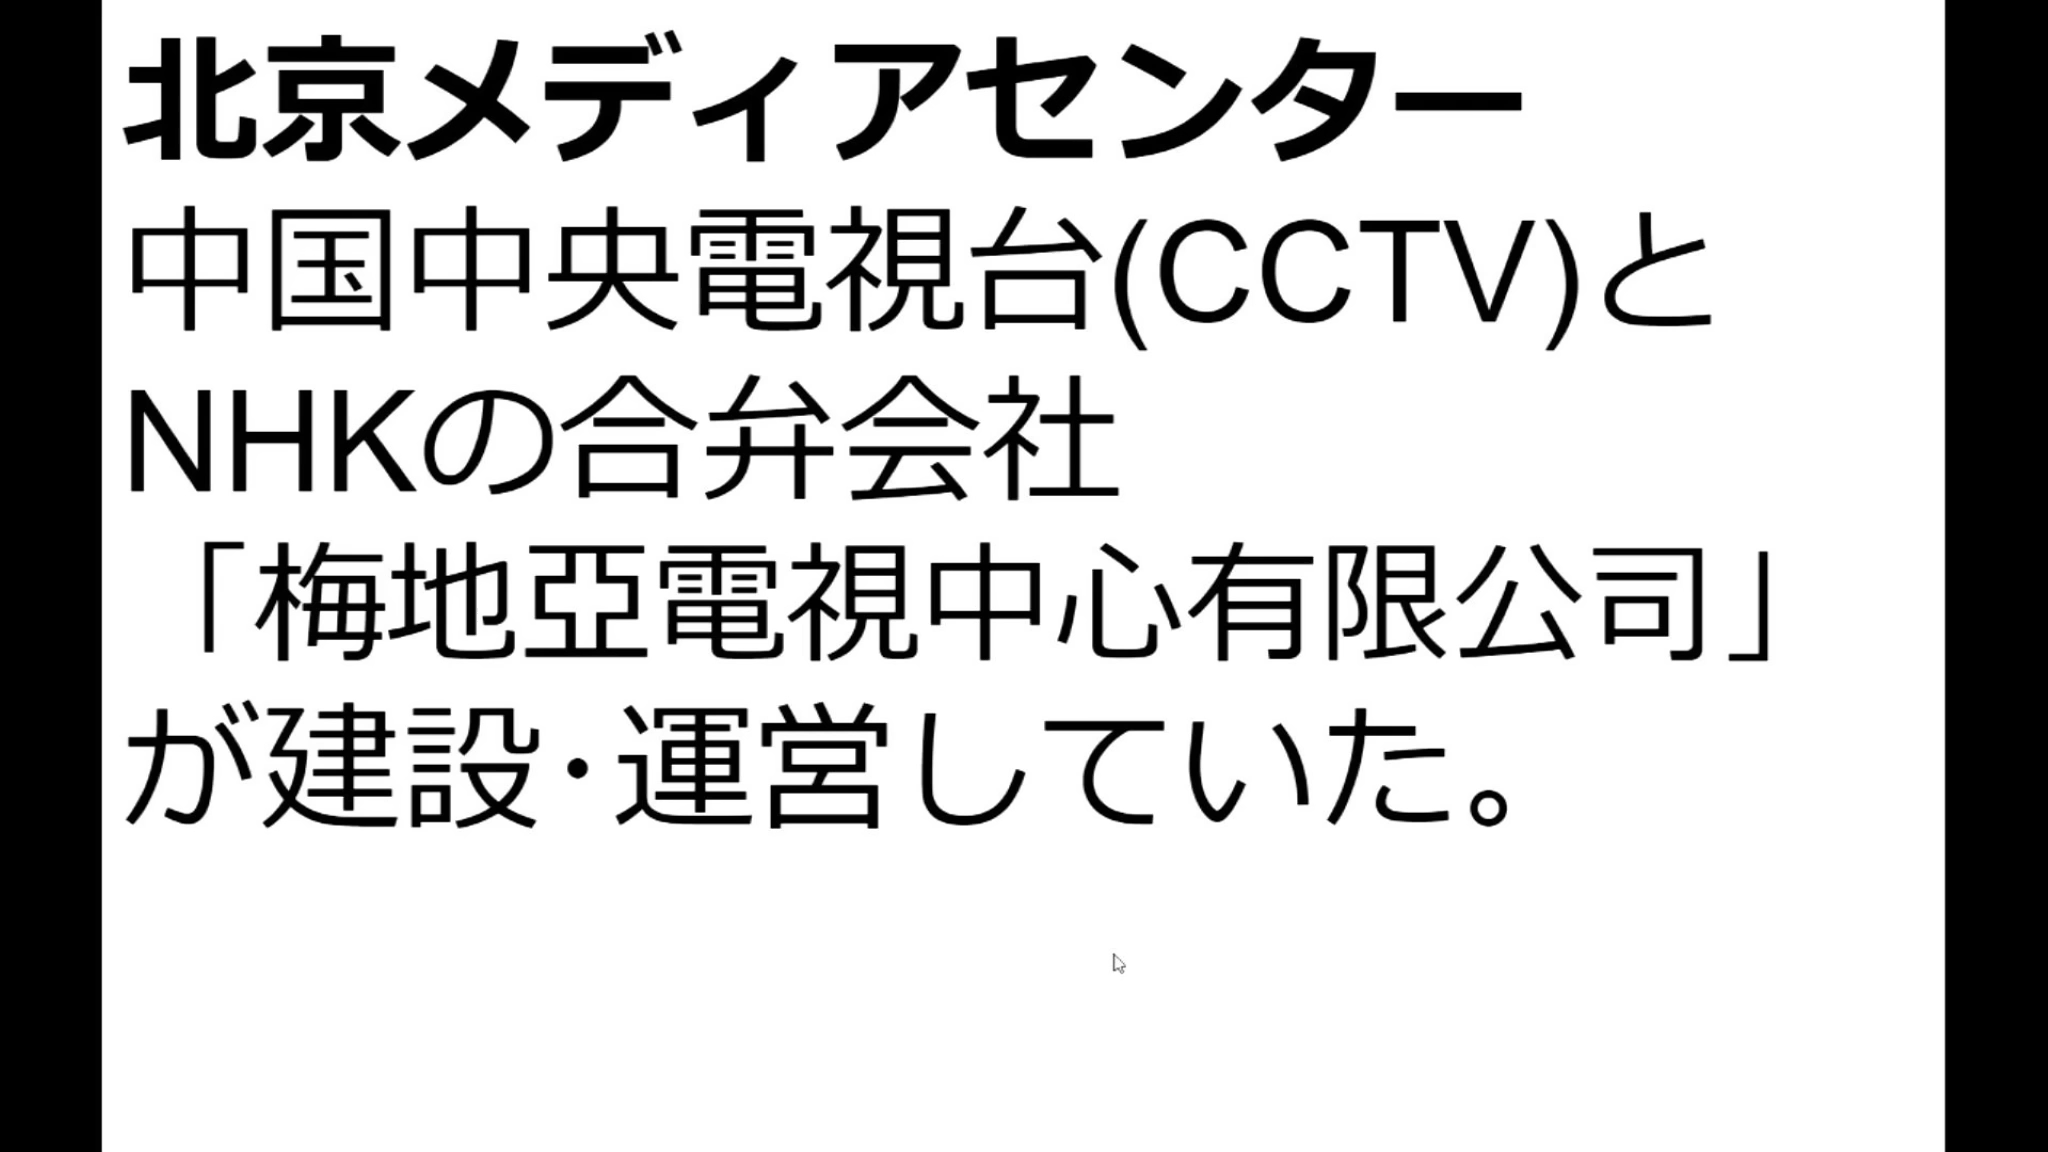 北京メディアセンター
中国中央電視台(CCTV)と
NHKの合弁会社
「梅地亞電視中心有限公司」
が建設･運営していた。